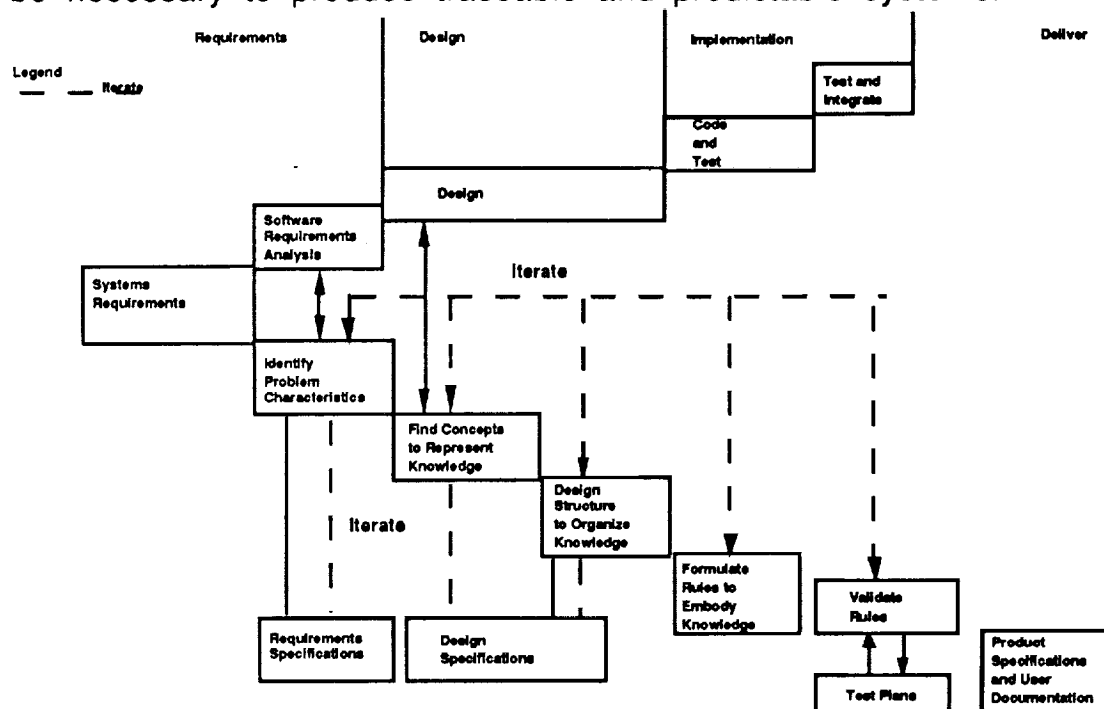 be necessary to produce traceable and predictable
Requirements
Design
Implementation
Deliver
Legend
Iterate
Test and
Integrate
Code
and
Test
Design
Software
Requirements
Analysis
Iterate
Systems
Requirements
Identify
Problem
Characteristics
Find Concepts
to Represent
Knowledge
Design
Structure
to Organize
Knowledge
Iterate
Formulate
Rules to
Embody
Knowledge
Validate
Rules
Requirements
Specifications
Design
Specifications
Product
Specifications
and User
Documentation
Test Plans